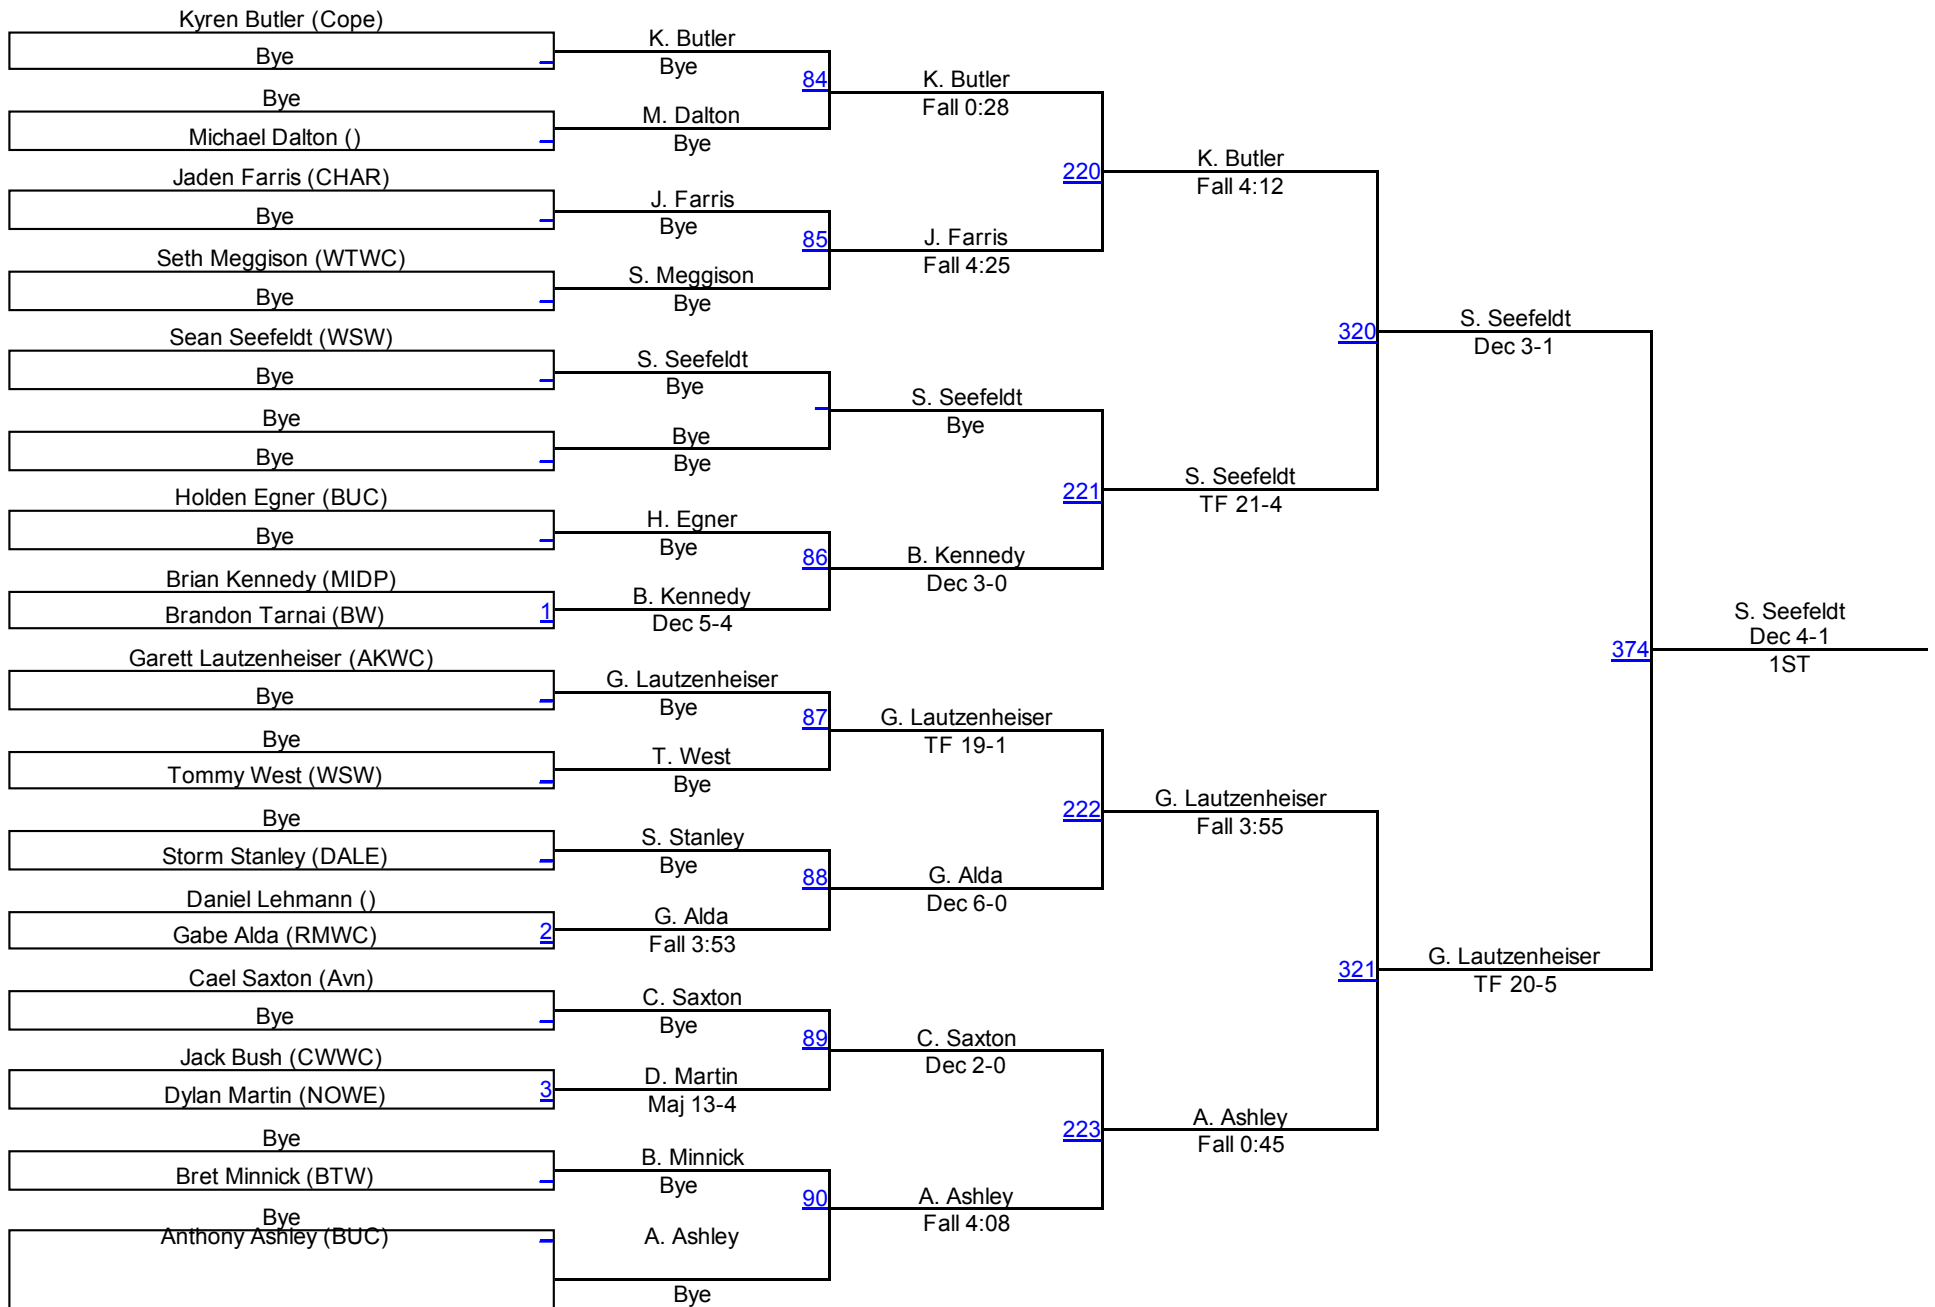 Kyren Butler (Cope)
Bye
Bye
Michael Dalton ()
Jaden Farris (CHAR)
Bye
Seth Meggison (WTWC)
Bye
Sean Seefeldt (WSW)
Bye
Bye
Bye
Holden Egner (BUC)
Bye
Brian Kennedy (MIDP)
Brandon Tarnai (BW)
1
Garett Lautzenheiser (AKWC)
Bye
Bye
Tommy West (WSW)
Bye
Storm Stanley (DALE)
Daniel Lehmann ()
Gabe Alda (RMWC)
2
Cael Saxton (Avn)
Bye
Jack Bush (CWWC)
Dylan Martin (NOWE)
3
Bye
Bret Minnick (BTW)
Bye
Anthony Ashley (BUC)
K. Butler
Bye
84
M. Dalton
Bye
J. Farris
Bye
85
S. Meggison
Bye
S. Seefeldt
Bye
Bye
Bye
H. Egner
Bye
86
B. Kennedy
Dec 5-4
G. Lautzenheiser
Bye
87
T. West
Bye
S. Stanley
Bye
88
G. Alda
Fall 3:53
C. Saxton
Bye
89
D. Martin
Maj 13-4
B. Minnick
Bye
90
A. Ashley
Bye
K. Butler
Fall 0:28
220
J. Farris
Fall 4:25
S. Seefeldt
Bye
221
B. Kennedy
Dec 3-0
G. Lautzenheiser
TF 19-1
222
G. Alda
Dec 6-0
C. Saxton
Dec 2-0
223
A. Ashley
Fall 4:08
K. Butler
Fall 4:12
320
S. Seefeldt
TF 21-4
G. Lautzenheiser
Fall 3:55
321
A. Ashley
Fall 0:45
S. Seefeldt
Dec 3-1
374
G. Lautzenheiser
TF 20-5
S. Seefeldt
Dec 4-1
1ST